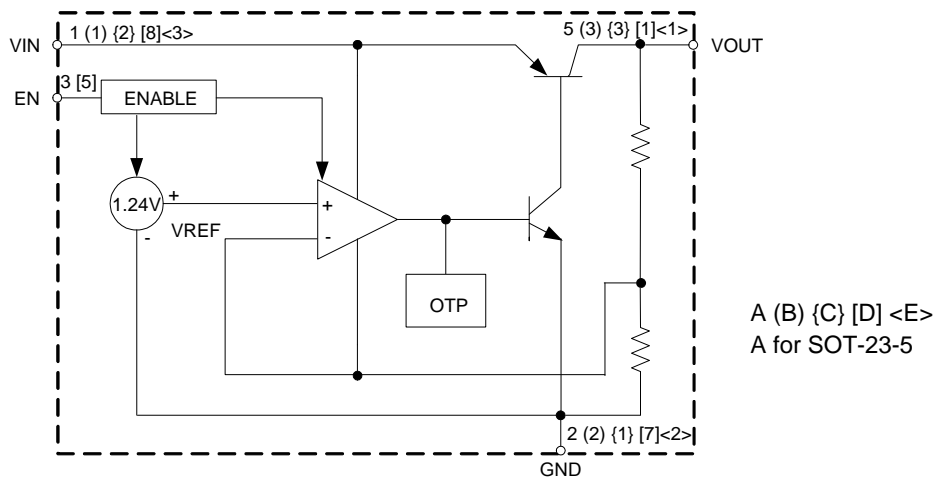 1 (1) {2} [8]<3>
5 (3) {3} [1]<1>
VIN
VOUT
3 [5]
EN
ENABLE
1.24V
+
VREF
-
+
-
OTP
A (B) {C} [D] <E>
A for SOT-23-5
2 (2) {1} [7]<2>
GND